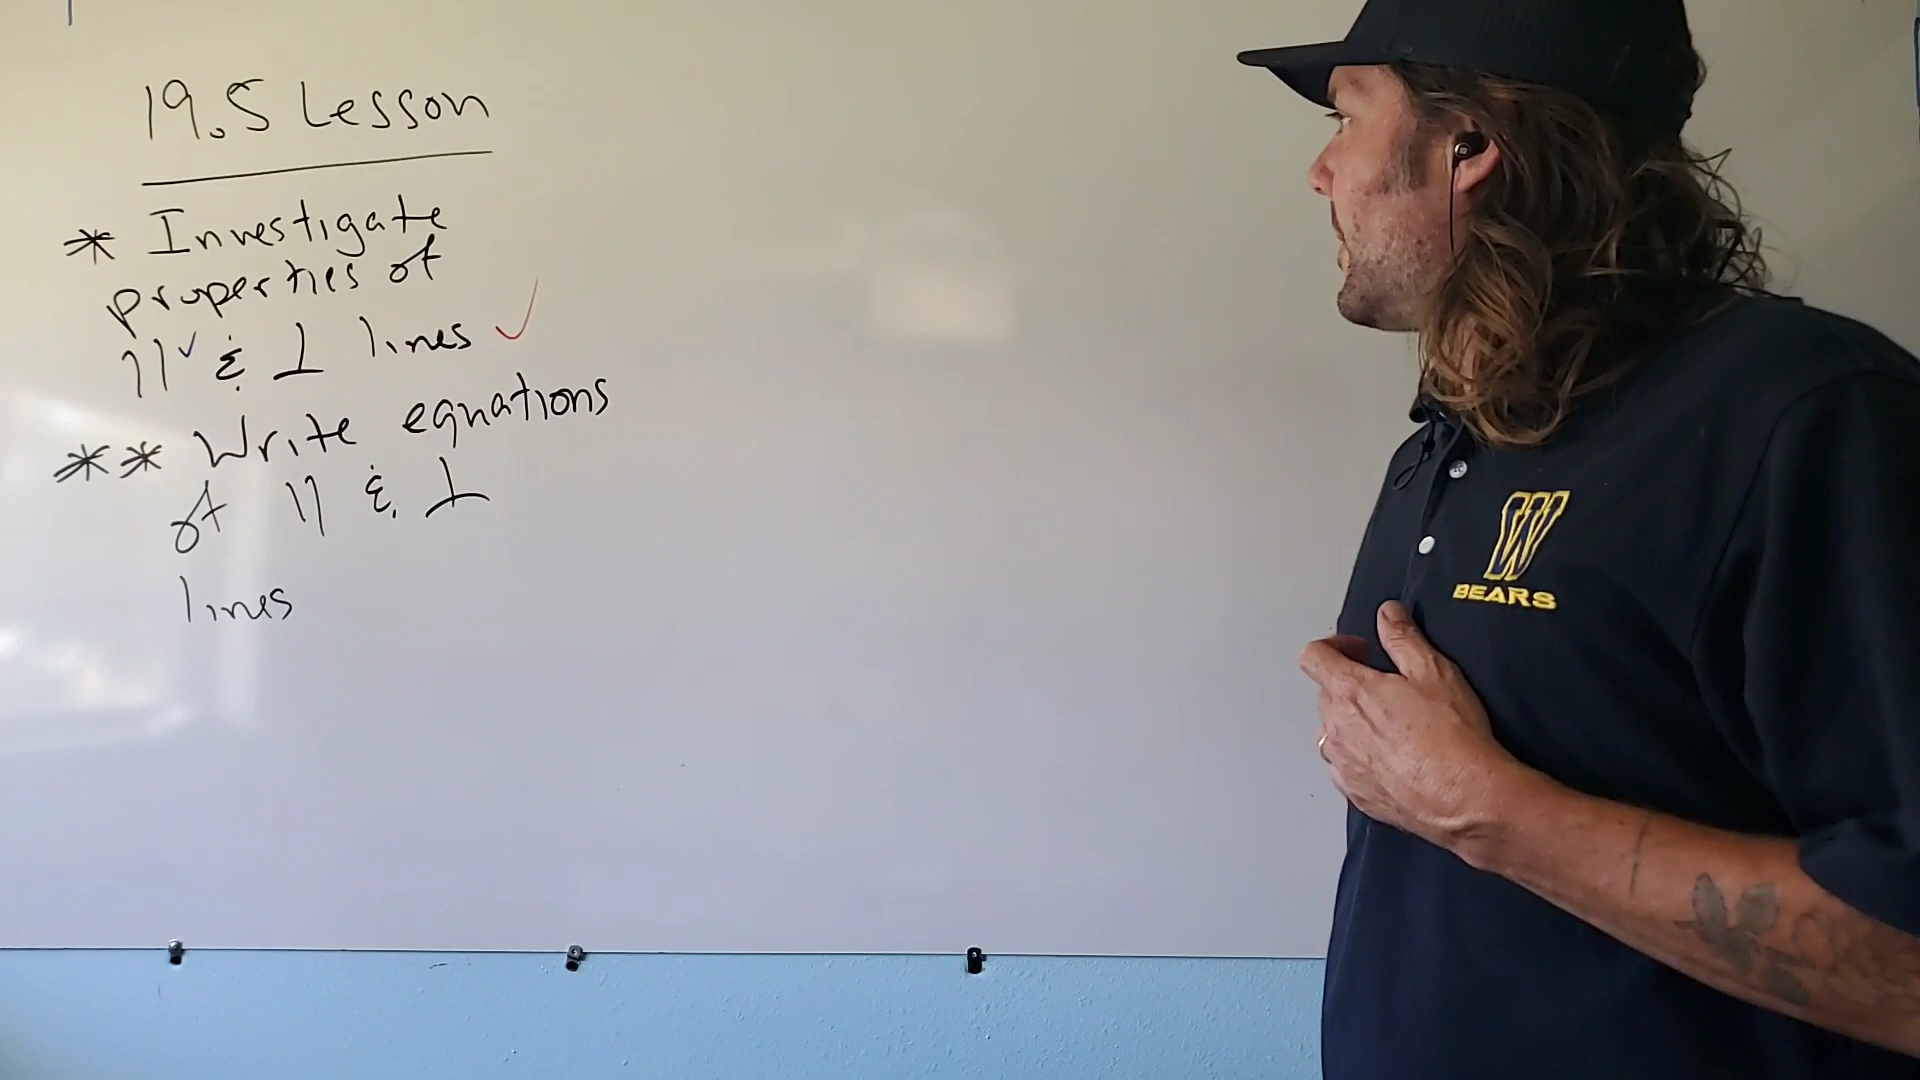 19.5 Lesson
* Investigate
properties of
|| ✓ & ⊥ lines ✓
** Write equations
of || & ⊥
lines
W
BEARS